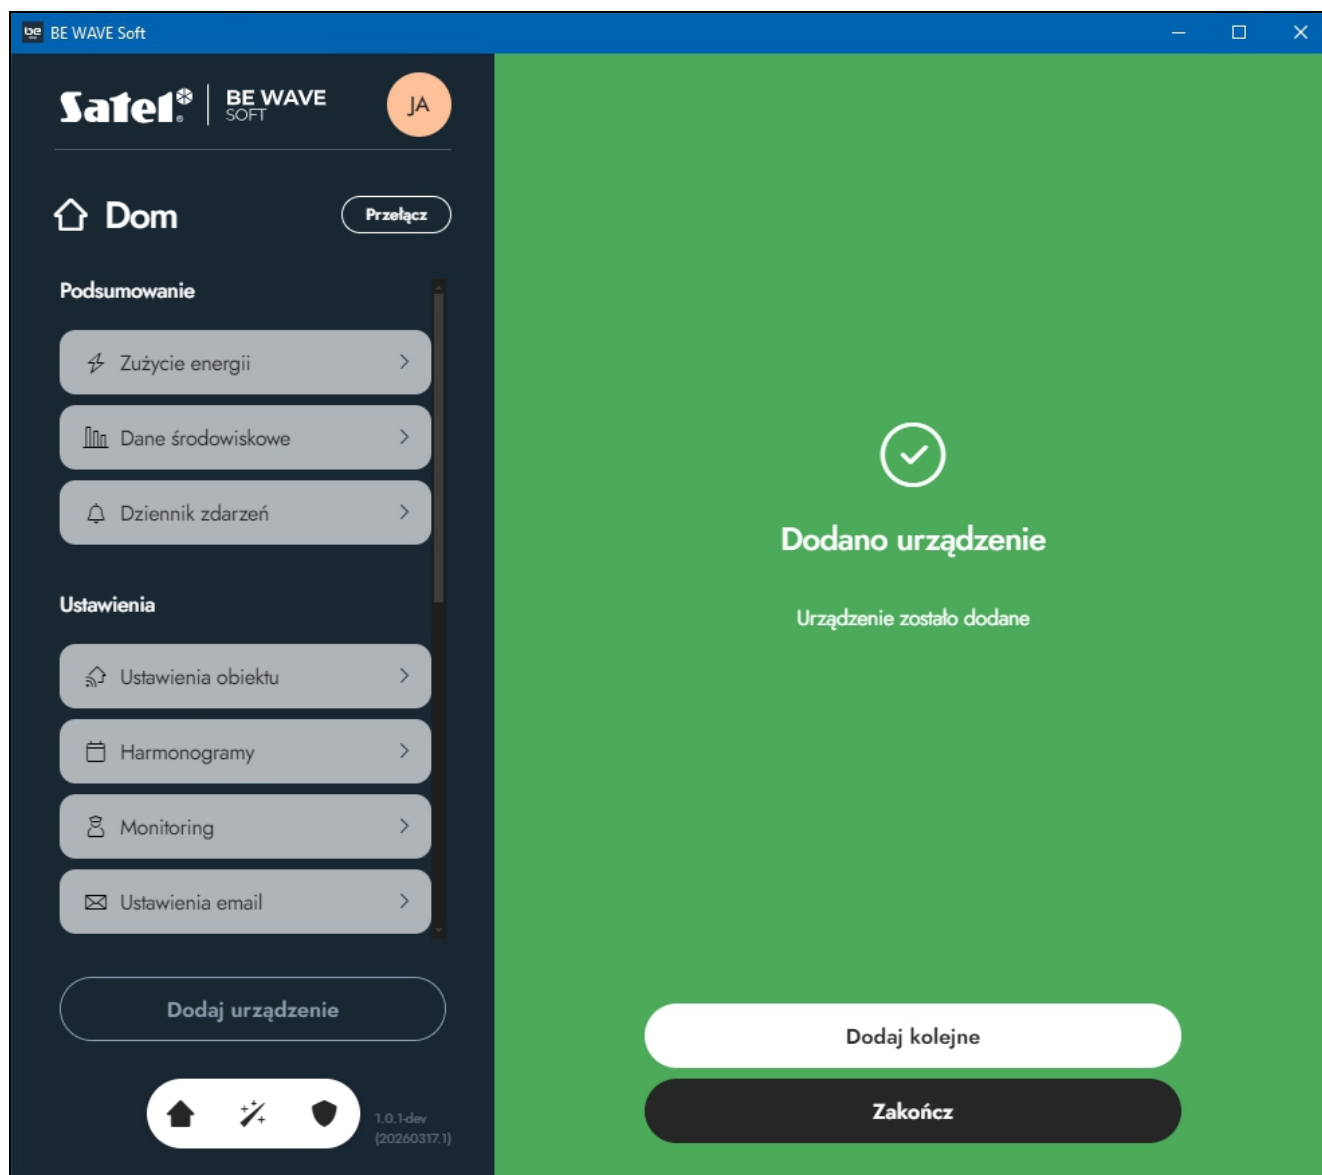 be
BE WAVE Soft
Satel® BE WAVE
SOFT
JA
Dom
Przełącz
Podsumowanie
Zużycie energii
Dane środowiskowe
Dziennik zdarzeń
Ustawienia
Ustawienia obiektu
Harmonogramy
Monitoring
Ustawienia email
Dodaj urządzenie
1.0.1-dev
(20260317.1)
Dodano urządzenie
Urządzenie zostało dodane
Dodaj kolejne
Zakończ